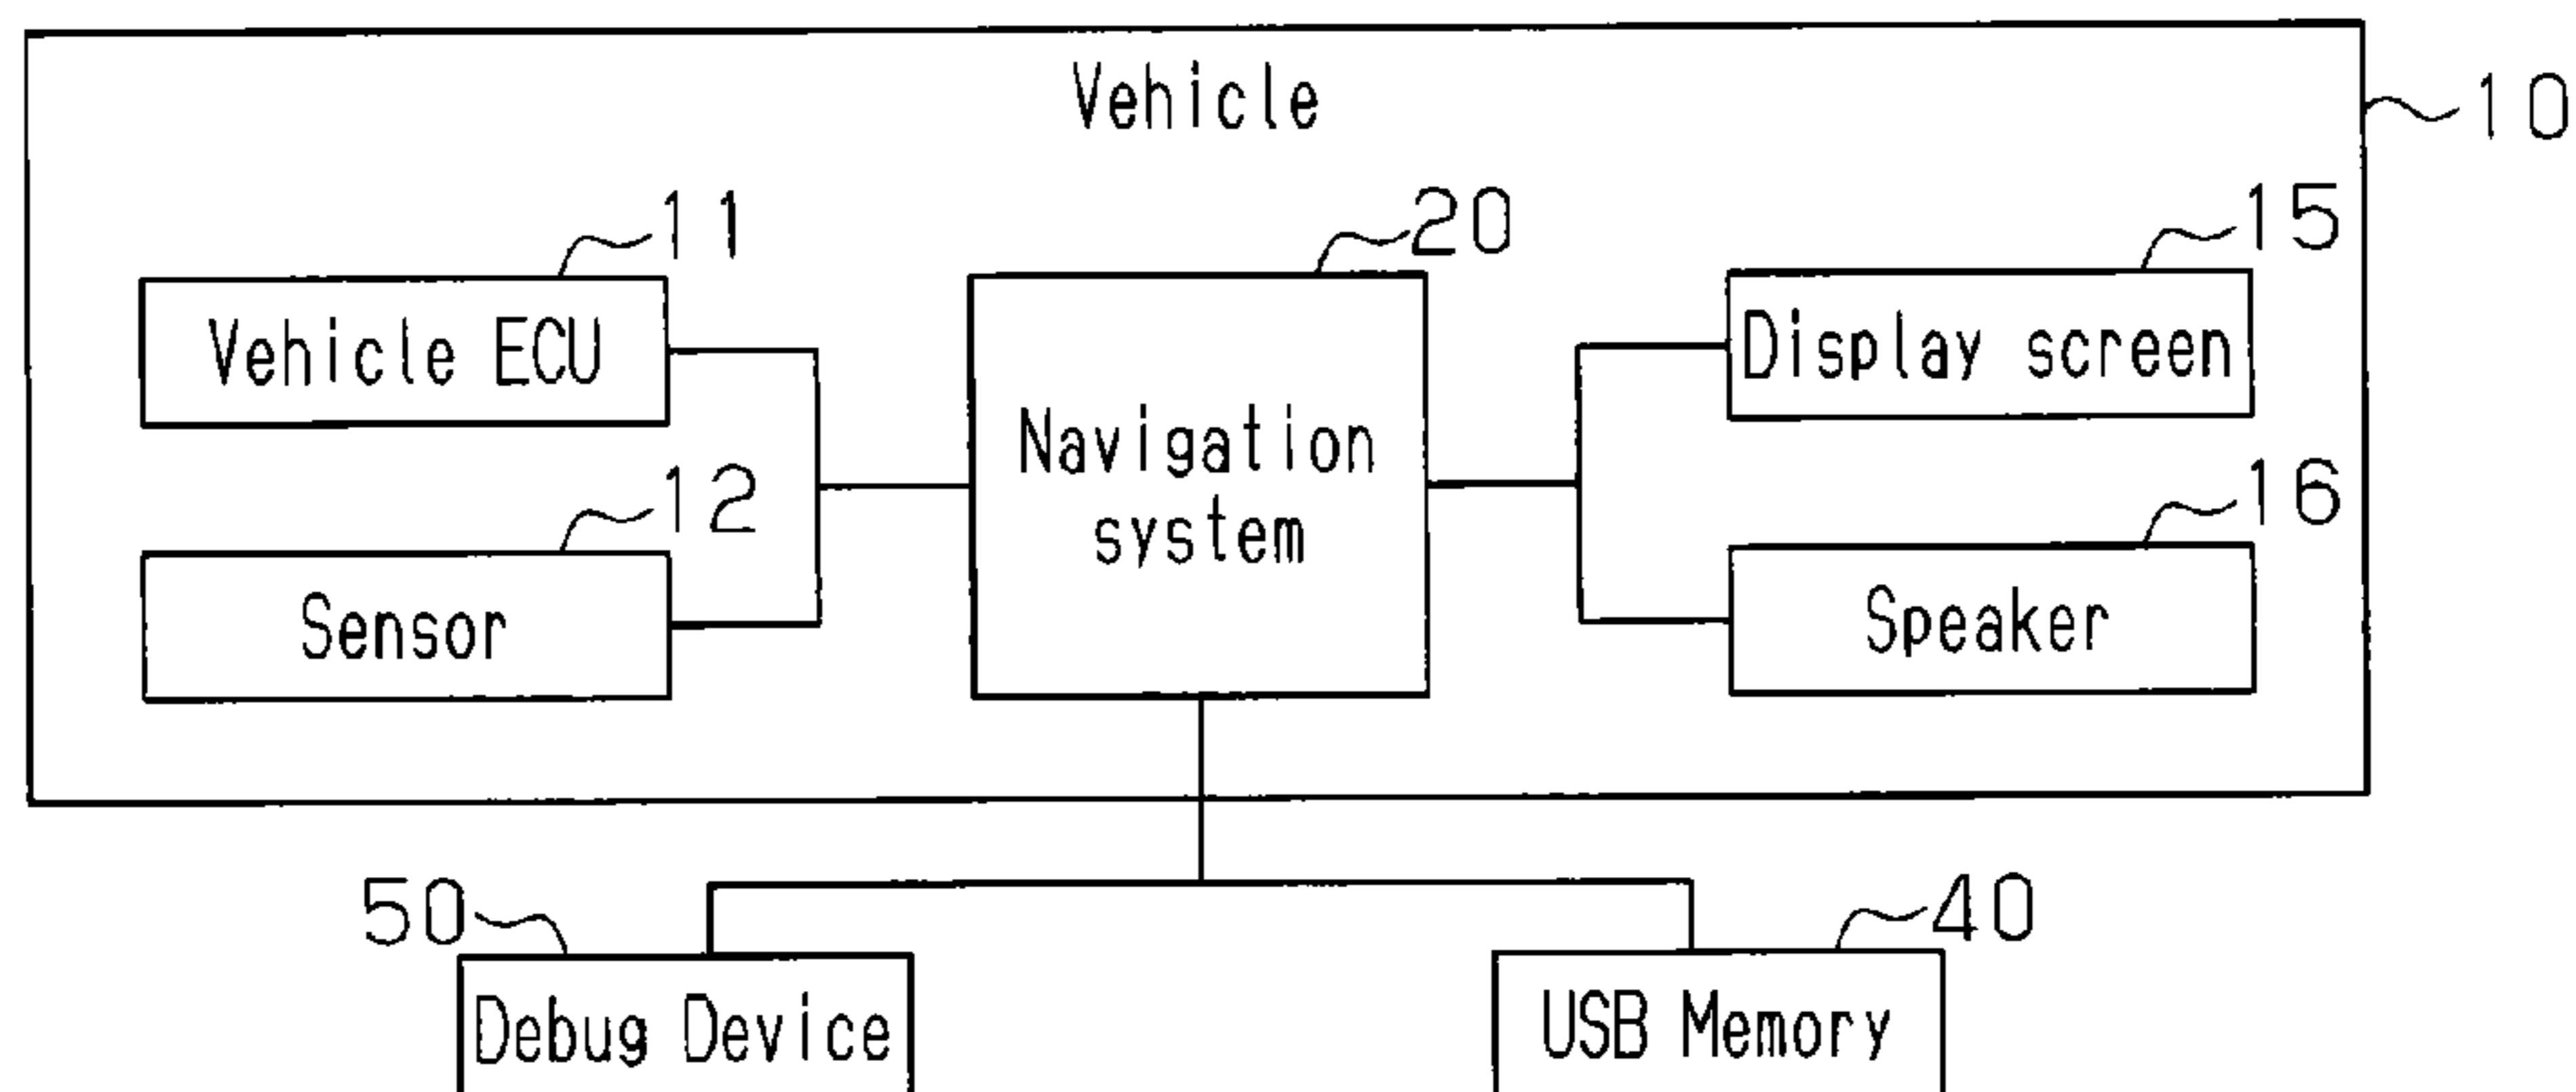 Vehicle
10
11
20
15
Vehicle ECU
Display screen
Navigation
system
12
16
Sensor
Speaker
50
40
Debug Device
USB Memory